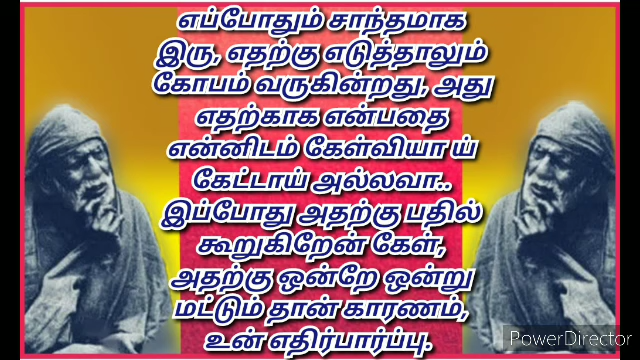 எப்போதும் சாந்தமாக
இரு, எதற்கு எடுத்தாலும்
கோபம் வருகின்றது, அது
எதற்காக என்பதை
என்னிடம் கேள்வியா ய்
கேட்டாய் அல்லவா..
இப்போது அதற்கு பதில்
கூறுகிறேன் கேள்,
அதற்கு ஒன்றே ஒன்று
மட்டும் தான் காரணம்,
உன் எதிர்பார்ப்பு.
PowerDirector